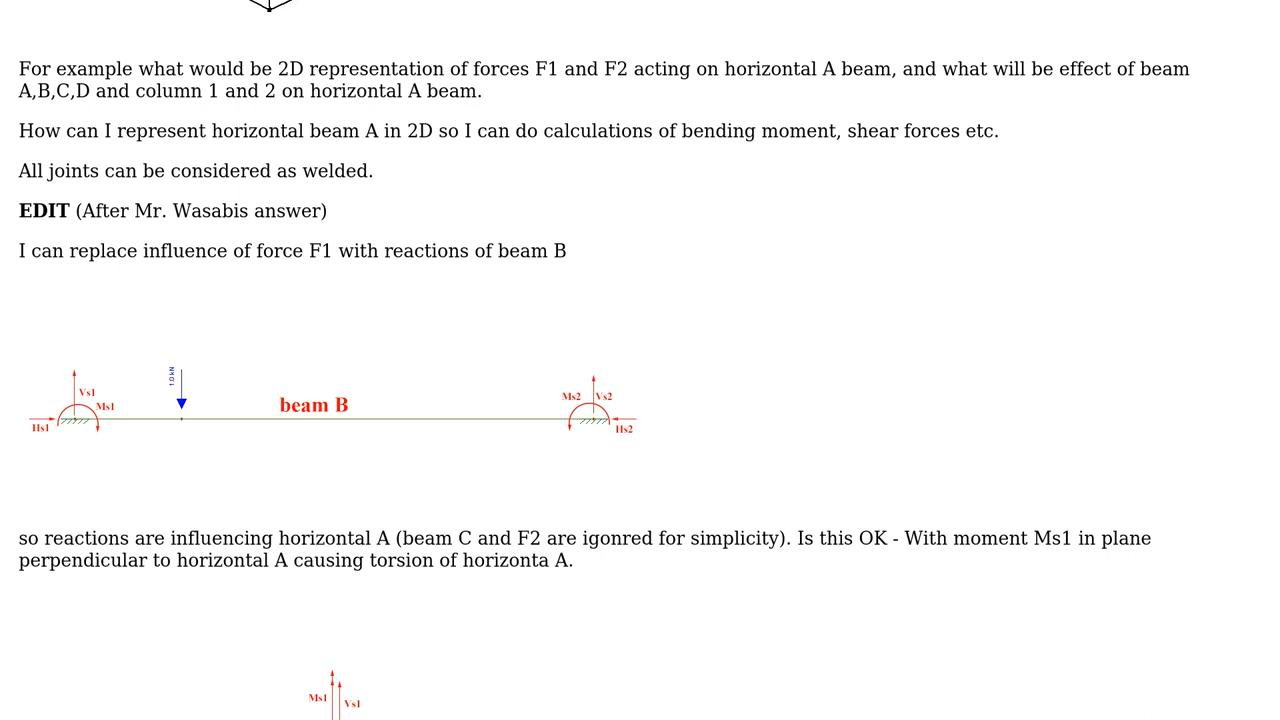 For example what would be 2D representation of forces F1 and F2 acting on horizontal A beam, and what will be effect of beam
A,B,C,D and column 1 and 2 on horizontal A beam.
How can I represent horizontal beam A in 2D so I can do calculations of bending moment, shear forces etc.
All joints can be considered as welded.
EDIT (After Mr. Wasabis answer)
I can replace influence of force F1 with reactions of beam B
1.0 kN
Vs1
Ms1
Hs1
beam B
Ms2
Vs2
Hs2
so reactions are influencing horizontal A (beam C and F2 are igonred for simplicity). Is this OK - With moment Ms1 in plane
perpendicular to horizontal A causing torsion of horizonta A.
Ms1
Vs1